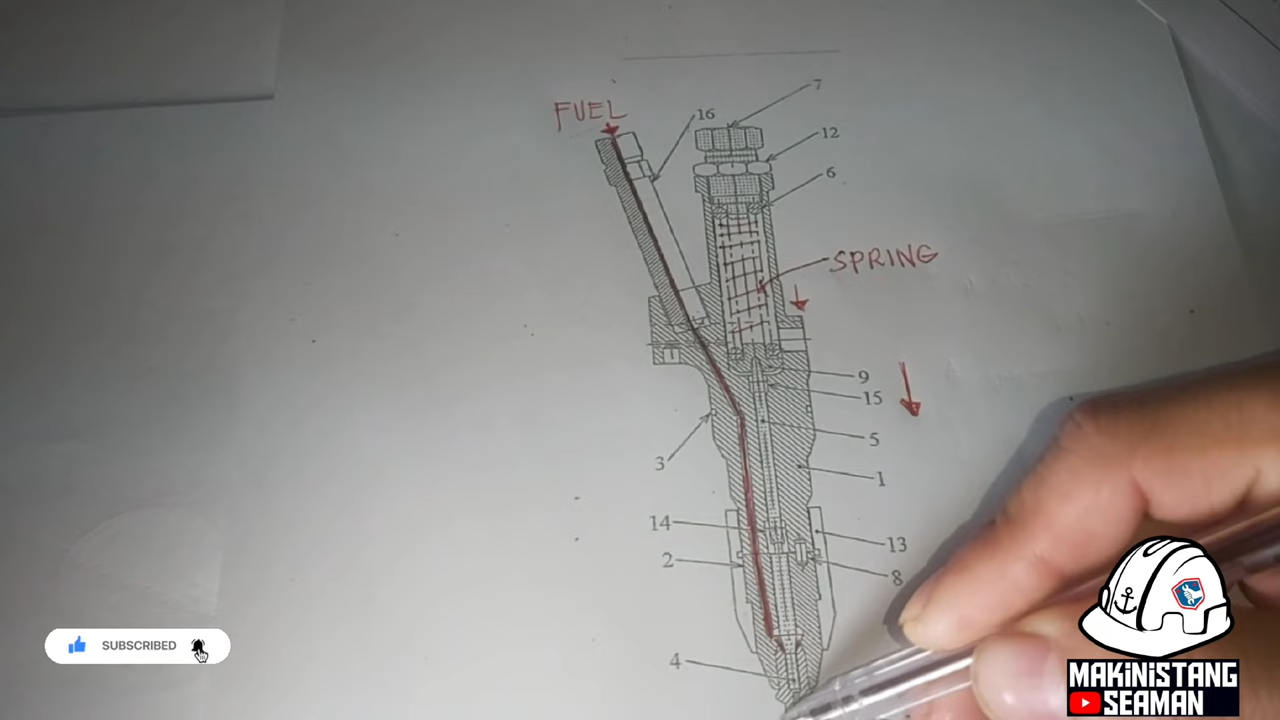 FUEL
7
16
12
6
SPRING
9
15
5
3
1
14
13
2
8
4
SUBSCRIBED
MAKiNiSTANG
SEAMAN